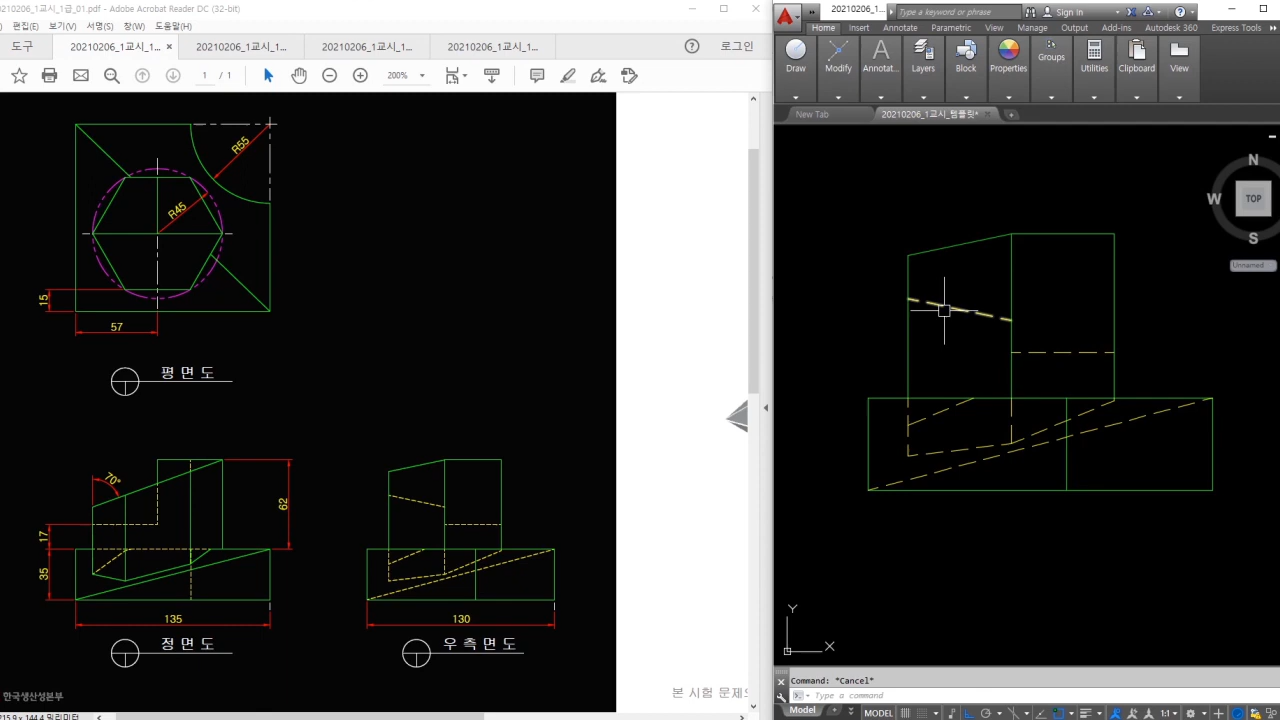 20210206_1교시_1급_01.pdf - Adobe Acrobat Reader DC (32-bit)
편집(E) 보기(V) 서명(S) 창(W) 도움말(H)
도구 20210206_1교시_1... × 20210206_1교시_1... 20210206_1교시_1... 20210206_1교시_1... 로그인
1 / 1 200%
R55
R45
15
57
평 면 도
70°
62
17
35
135
130
정 면 도
우 측 면 도
한국생산성본부
본 시험 문제의
215.9 x 144.4 밀리미터
20210206_1...
Type a keyword or phrase
Sign In
Home Insert Annotate Parametric View Manage Output Add-ins Autodesk 360 Express Tools
Draw Modify Annotat... Layers Block Properties Groups Utilities Clipboard View
New Tab 20210206_1교시_템플릿*
N
W TOP
S
Unnamed
Y
X
Command: *Cancel*
Type a command
Model MODEL 1:1